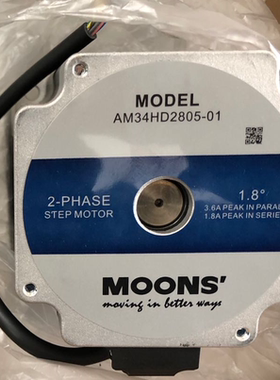 MODEL
AM34HD2805-01
2-PHASE
STEP MOTOR
1.8°
3.6A PEAK IN PARAL
1.8A PEAK IN SERIE
MOONS'
moving in better ways